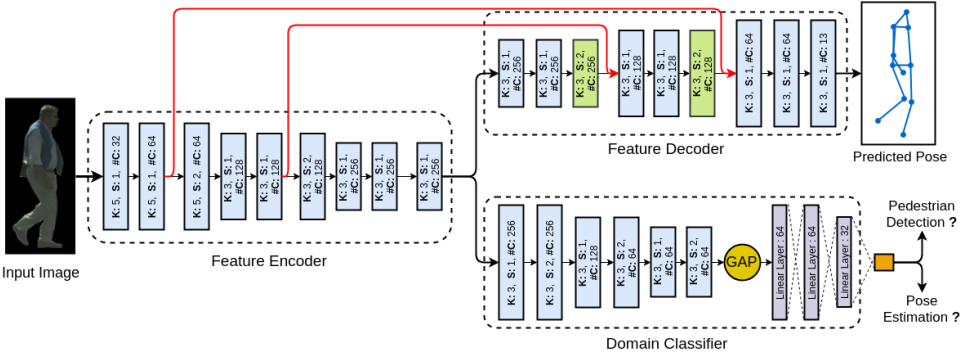 Input Image
K: 5, S: 1, #C: 32
K: 5, S: 1, #C: 64
K: 5, S: 2, #C: 64
K: 3, S: 1,
#C: 128
K: 3, S: 1,
#C: 128
K: 3, S: 2,
#C: 128
K: 3, S: 1,
#C: 256
K: 3, S: 1,
#C: 256
K: 3, S: 1,
#C: 256
Feature Encoder
K: 3, S: 1,
#C: 256
K: 3, S: 1,
#C: 256
K: 3, S: 2,
#C: 256
K: 3, S: 1,
#C: 128
K: 3, S: 1,
#C: 128
K: 3, S: 2,
#C: 128
K: 3, S: 1, #C: 64
K: 3, S: 1, #C: 64
K: 3, S: 1, #C: 13
Feature Decoder
Predicted Pose
K: 3, S: 1, #C: 256
K: 3, S: 2, #C: 256
K: 3, S: 1,
#C: 128
K: 3, S: 2,
#C: 64
K: 3, S: 1,
#C: 64
K: 3, S: 2,
#C: 64
GAP
Linear Layer : 64
Linear Layer : 64
Linear Layer : 32
Domain Classifier
Pedestrian
Detection ?
Pose
Estimation ?